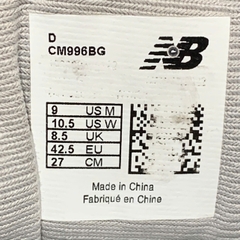 D
CM996BG
NB
9 US M
10.5 US W
8.5 UK
42.5 EU
27 CM
Made in China
Fabriqué en Chine